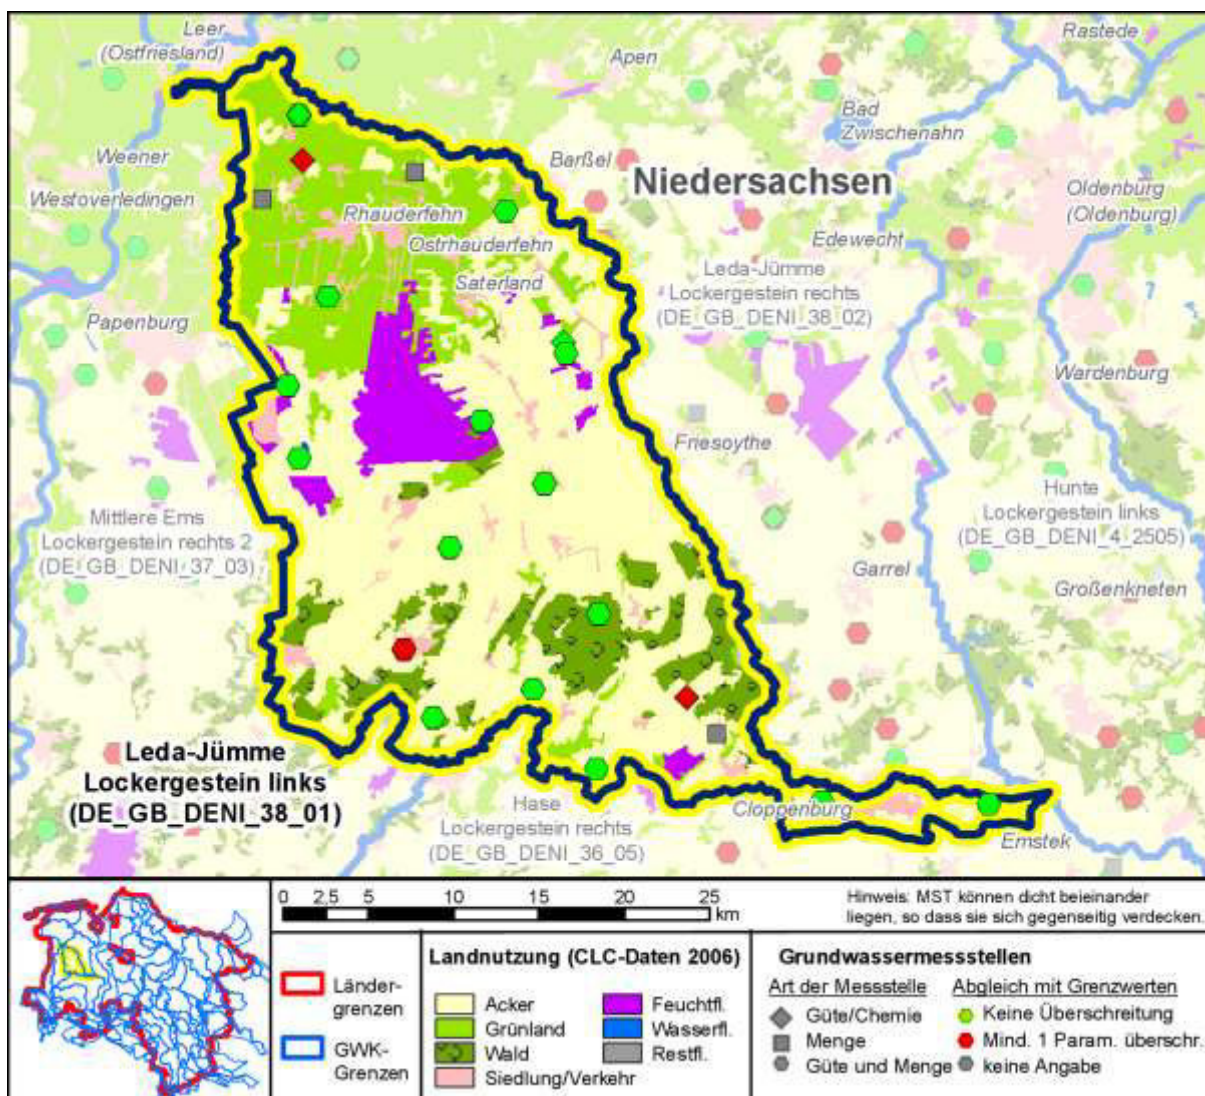 Leer
(Ostfriesland)
Apen
Rastede
Bad
Zwischenahn
Weener
Barßel
Niedersachsen
Westoverledingen
Oldenburg
(Oldenburg)
Rhauderfehn
Ostrhauderfehn
Edewecht
Saterland
Leda-Jümme
Lockergestein rechts
(DE_GB_DENI_38_02)
Papenburg
Wardenburg
Friesoythe
Mittlere Ems
Lockergestein rechts 2
(DE_GB_DENI_37_03)
Hunte
Lockergestein links
(DE_GB_DENI_4_2505)
Garrel
Großenkneten
Leda-Jümme
Lockergestein links
(DE_GB_DENI_38_01)
Hase
Lockergestein rechts
(DE_GB_DENI_36_05)
Cloppenburg
Emstek
0 2,5 5 10 15 20 25
km
Hinweis: MST können dicht beieinander
liegen, so dass sie sich gegenseitig verdecken.
Länder-
grenzen
GWK-
Grenzen
Landnutzung (CLC-Daten 2006)
Acker
Grünland
Wald
Siedlung/Verkehr
Feuchtfl.
Wasserfl.
Restfl.
Grundwassermessstellen
Art der Messstelle
Güte/Chemie
Menge
Güte und Menge
Abgleich mit Grenzwerten
Keine Überschreitung
Mind. 1 Param. überschr.
keine Angabe